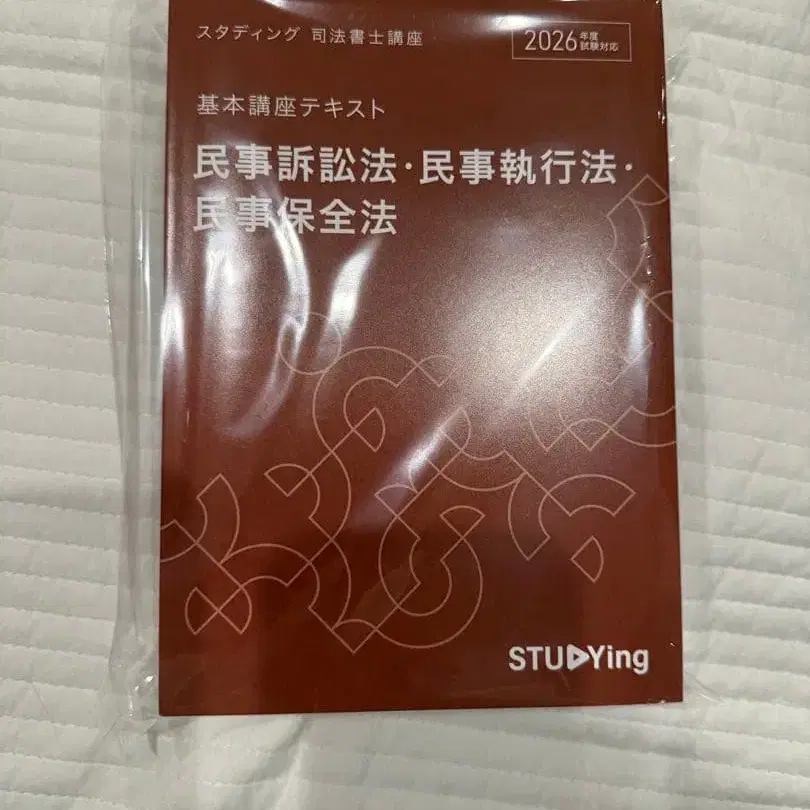 スタディング 司法書士講座
2026年度試験対応
基本講座テキスト
民事訴訟法・民事執行法・
民事保全法
STUDYing